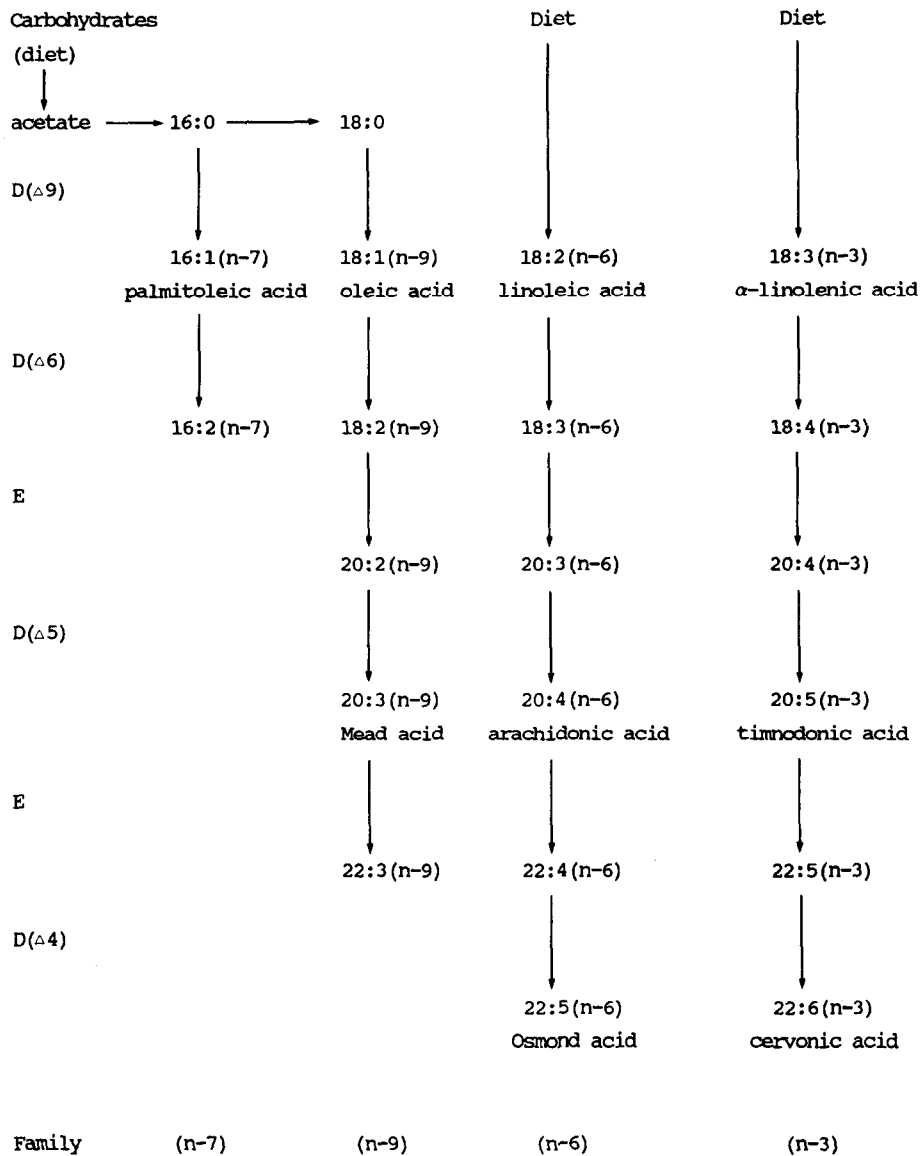 Carbohydrates Diet Diet
(diet)
acetate 16:0 18:0
D(△9)
16:1(n-7) 18:1(n-9) 18:2(n-6) 18:3(n-3)
palmitoleic acid oleic acid linoleic acid α-linolenic acid
D(△6)
16:2(n-7) 18:2(n-9) 18:3(n-6) 18:4(n-3)
E
20:2(n-9) 20:3(n-6) 20:4(n-3)
D(△5)
20:3(n-9) 20:4(n-6) 20:5(n-3)
Mead acid arachidonic acid timnodonic acid
E
22:3(n-9) 22:4(n-6) 22:5(n-3)
D(△4)
22:5(n-6) 22:6(n-3)
Osmond acid cervonic acid
Family (n-7) (n-9) (n-6) (n-3)